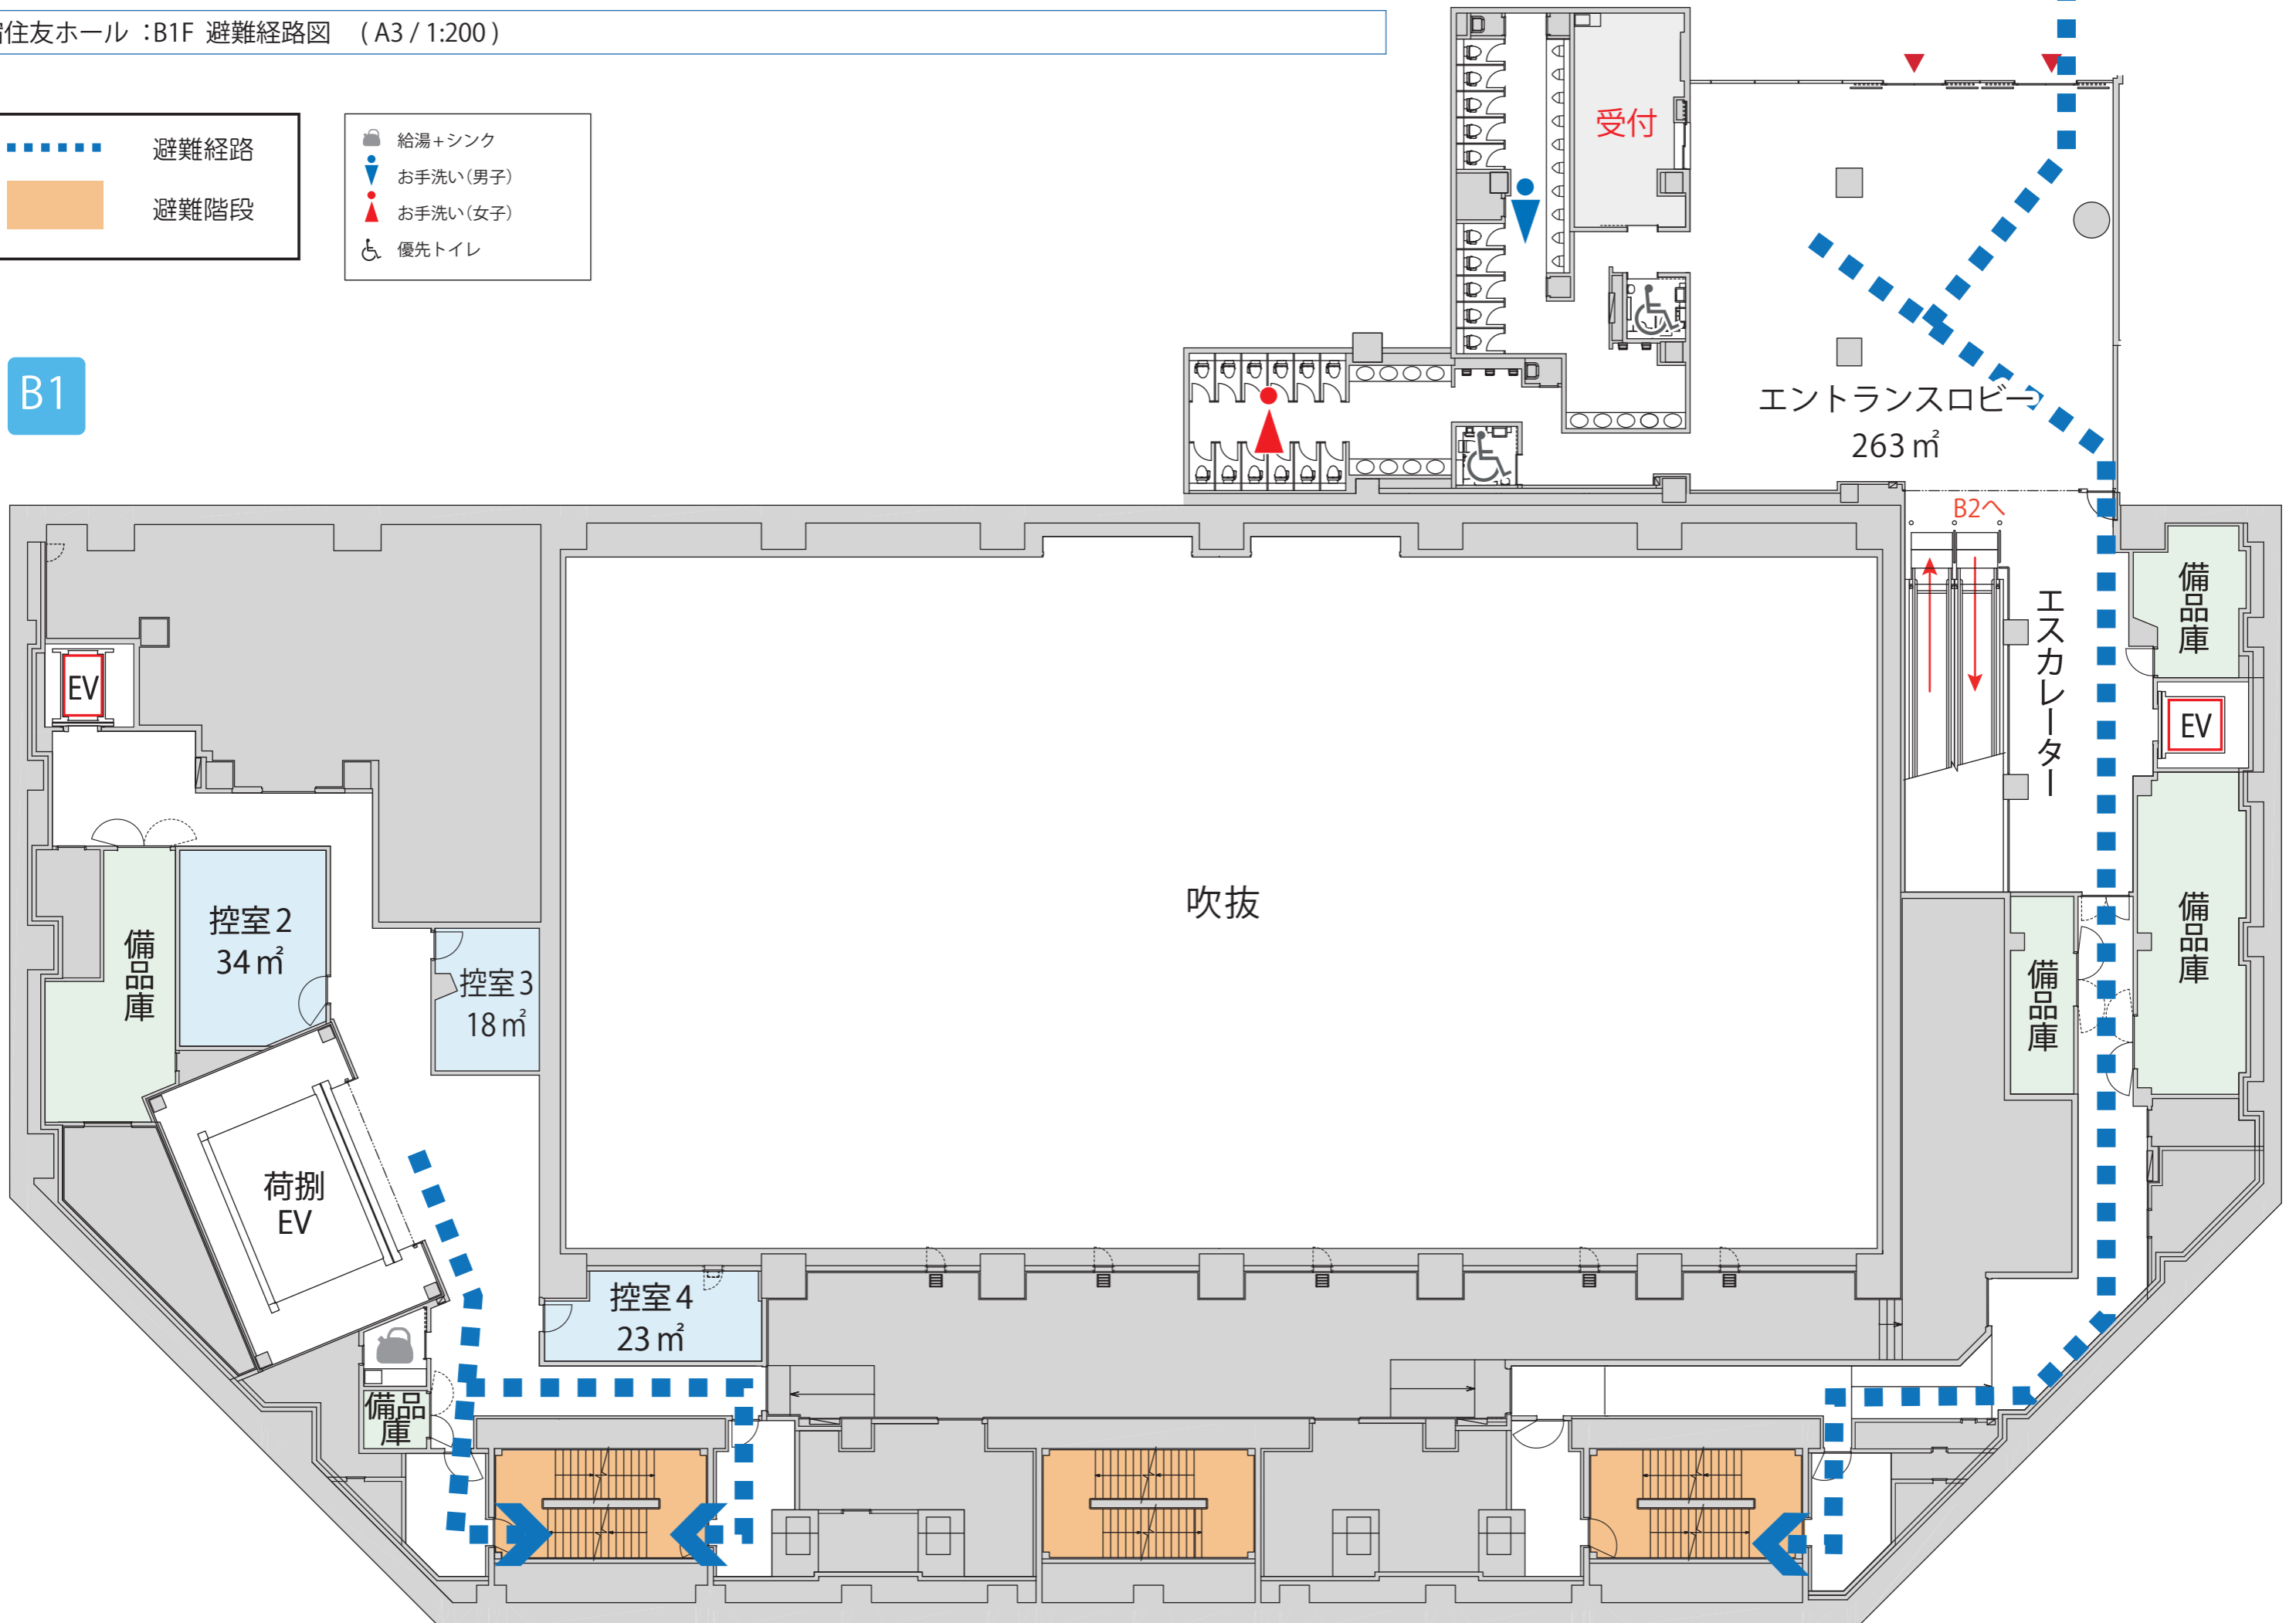 住友ホール :B1F 避難経路図 (A3 / 1:200)
避難経路
避難階段
給湯+シンク
お手洗い(男子)
お手洗い(女子)
優先トイレ
B1
受付
エントランスロビー
263㎡
B2へ
エスカレーター
備品庫
EV
備品庫
備品庫
EV
控室2
34㎡
備品庫
控室3
18㎡
吹抜
荷捌
EV
控室4
23㎡
備品
庫